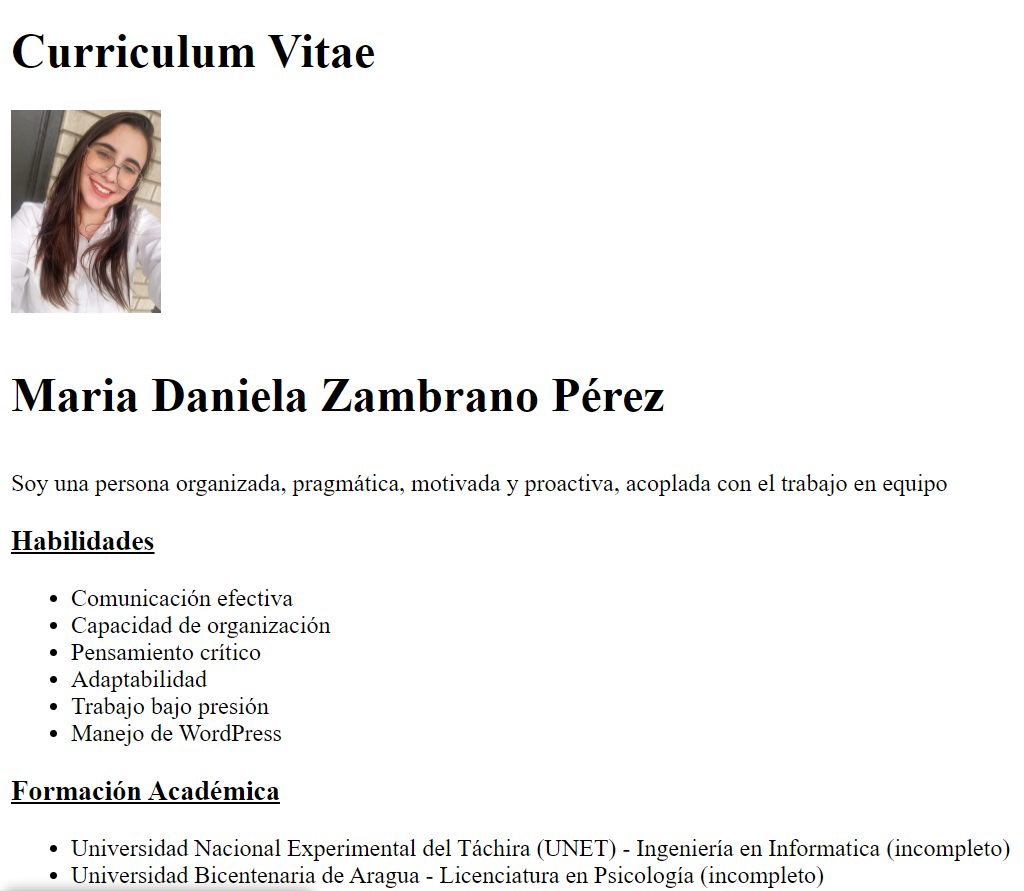 Curriculum Vitae
Maria Daniela Zambrano Pérez
Soy una persona organizada, pragmática, motivada y proactiva, acoplada con el trabajo en equipo
Habilidades
Comunicación efectiva
Capacidad de organización
Pensamiento crítico
Adaptabilidad
Trabajo bajo presión
Manejo de WordPress
Formación Académica
Universidad Nacional Experimental del Táchira (UNET) - Ingeniería en Informatica (incompleto)
Universidad Bicentenaria de Aragua - Licenciatura en Psicología (incompleto)